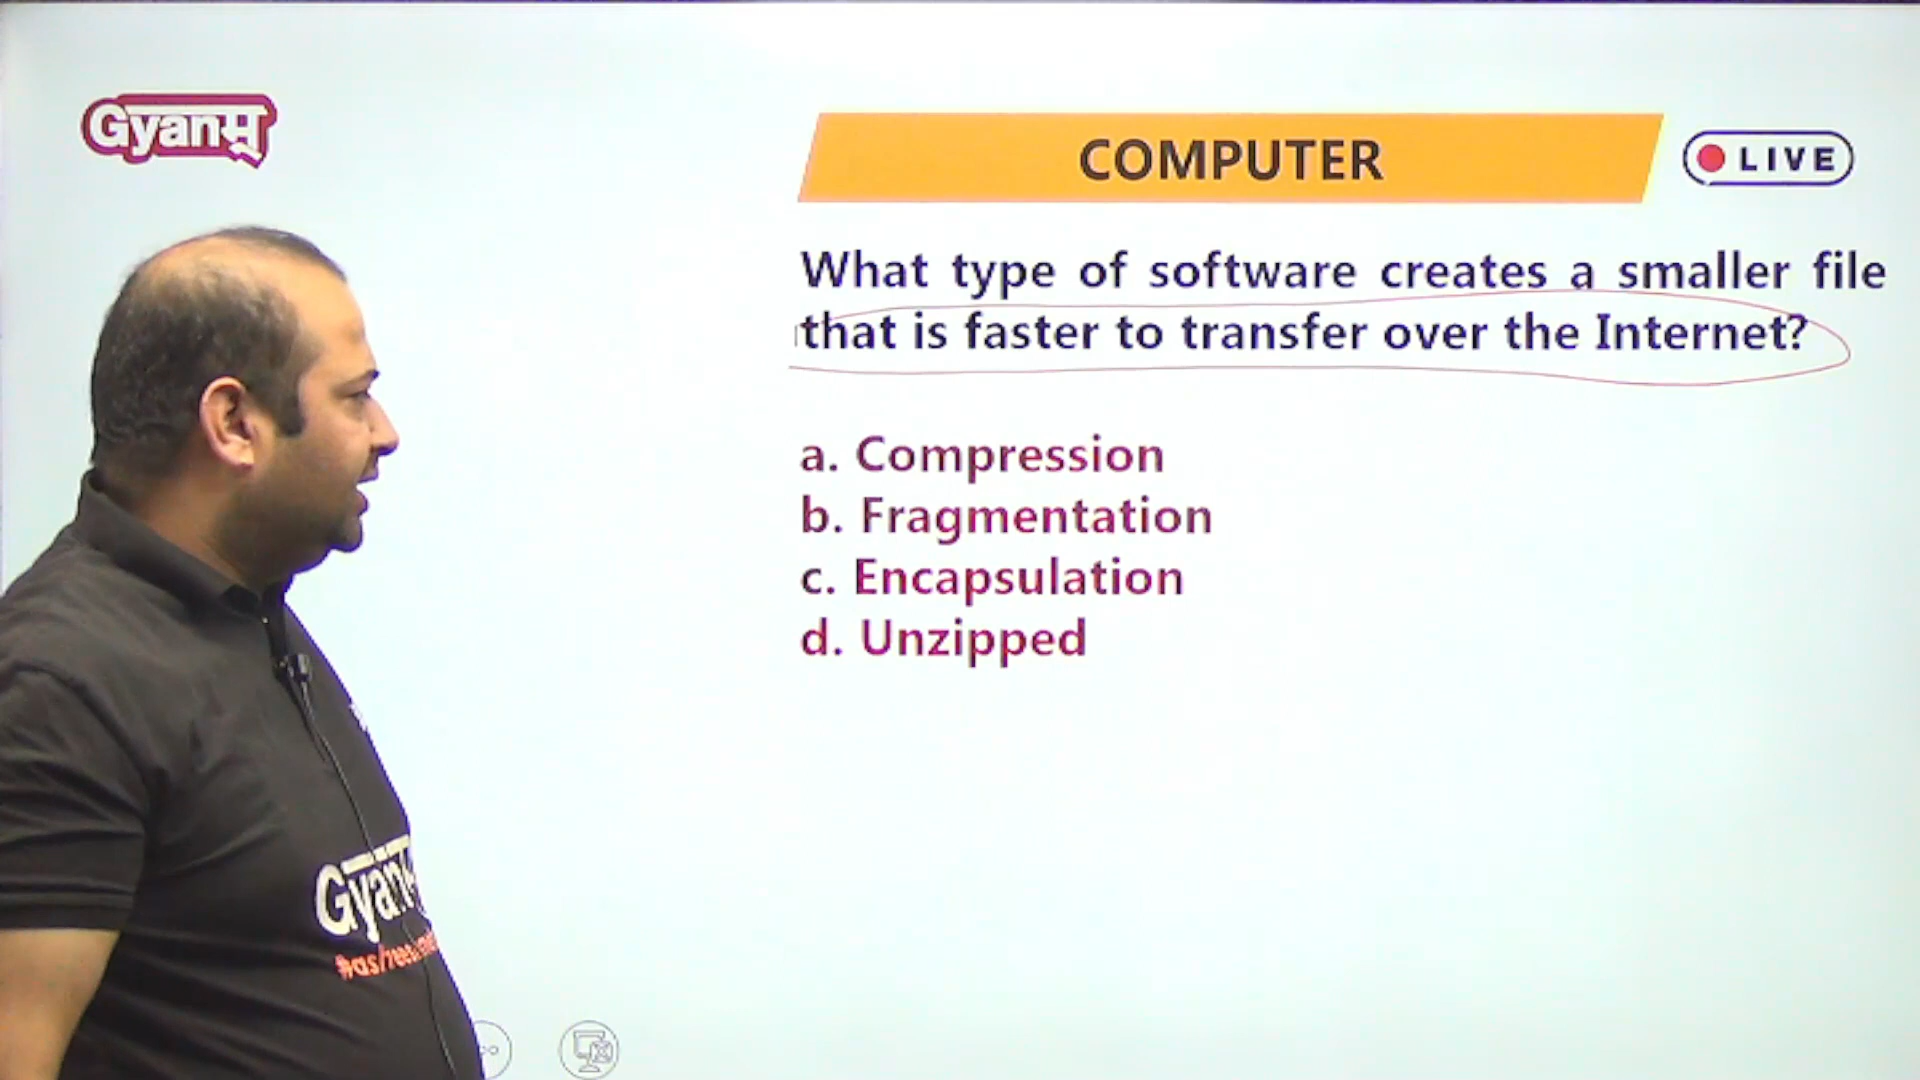 Gyanम्
COMPUTER
LIVE
What type of software creates a smaller file
that is faster to transfer over the Internet?
a. Compression
b. Fragmentation
c. Encapsulation
d. Unzipped
Gyan